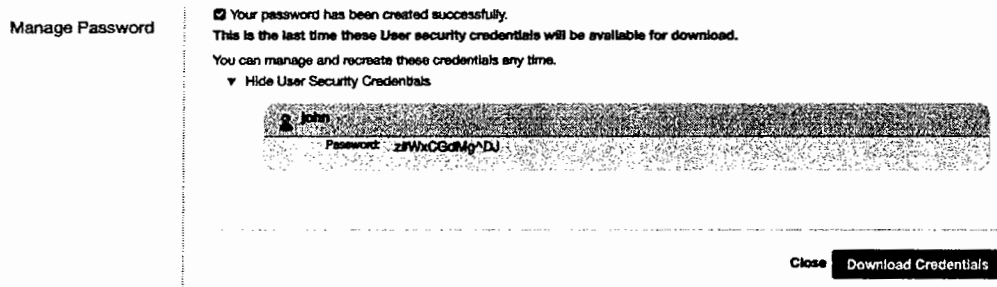 Manage Password
Your password has been created successfully.
This is the last time these User security credentials will be available for download.
You can manage and recreate these credentials any time.
Hide User Security Credentials
john
Password:
Close
Download Credentials